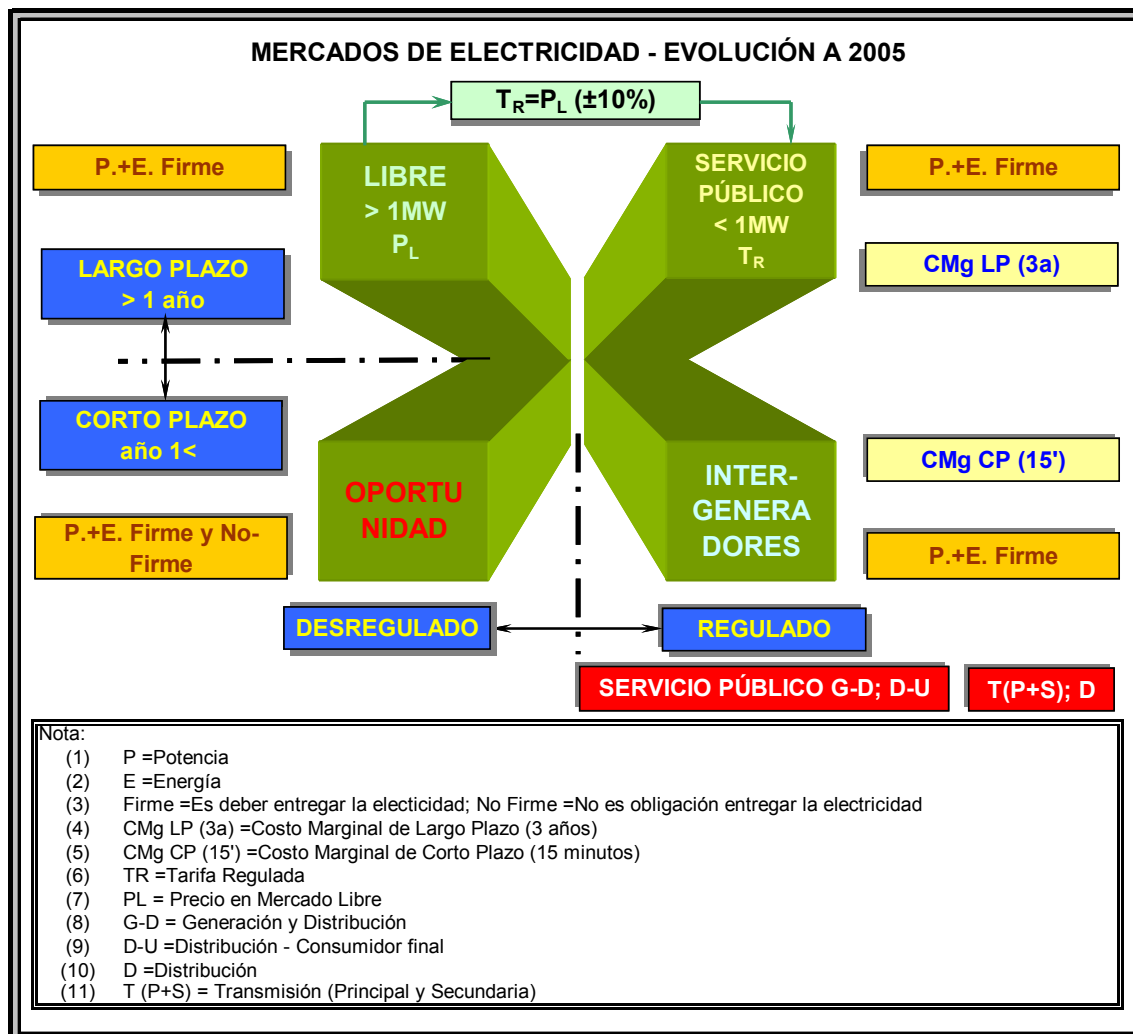 MERCADOS DE ELECTRICIDAD - EVOLUCIÓN A 2005
TR=PL (±10%)
P.+E. Firme
LIBRE
> 1MW
PL
SERVICIO
PÚBLICO
< 1MW
TR
P.+E. Firme
LARGO PLAZO
> 1 año
CMg LP (3a)
CORTO PLAZO
año 1<
CMg CP (15')
OPORTU
NIDAD
INTER-
GENERA
DORES
P.+E. Firme y No-
Firme
P.+E. Firme
DESREGULADO
REGULADO
SERVICIO PÚBLICO G-D; D-U
T(P+S); D
Nota:
(1) P =Potencia
(2) E =Energía
(3) Firme =Es deber entregar la electicidad; No Firme =No es obligación entregar la electricidad
(4) CMg LP (3a) =Costo Marginal de Largo Plazo (3 años)
(5) CMg CP (15') =Costo Marginal de Corto Plazo (15 minutos)
(6) TR =Tarifa Regulada
(7) PL = Precio en Mercado Libre
(8) G-D = Generación y Distribución
(9) D-U =Distribución - Consumidor final
(10) D =Distribución
(11) T (P+S) = Transmisión (Principal y Secundaria)